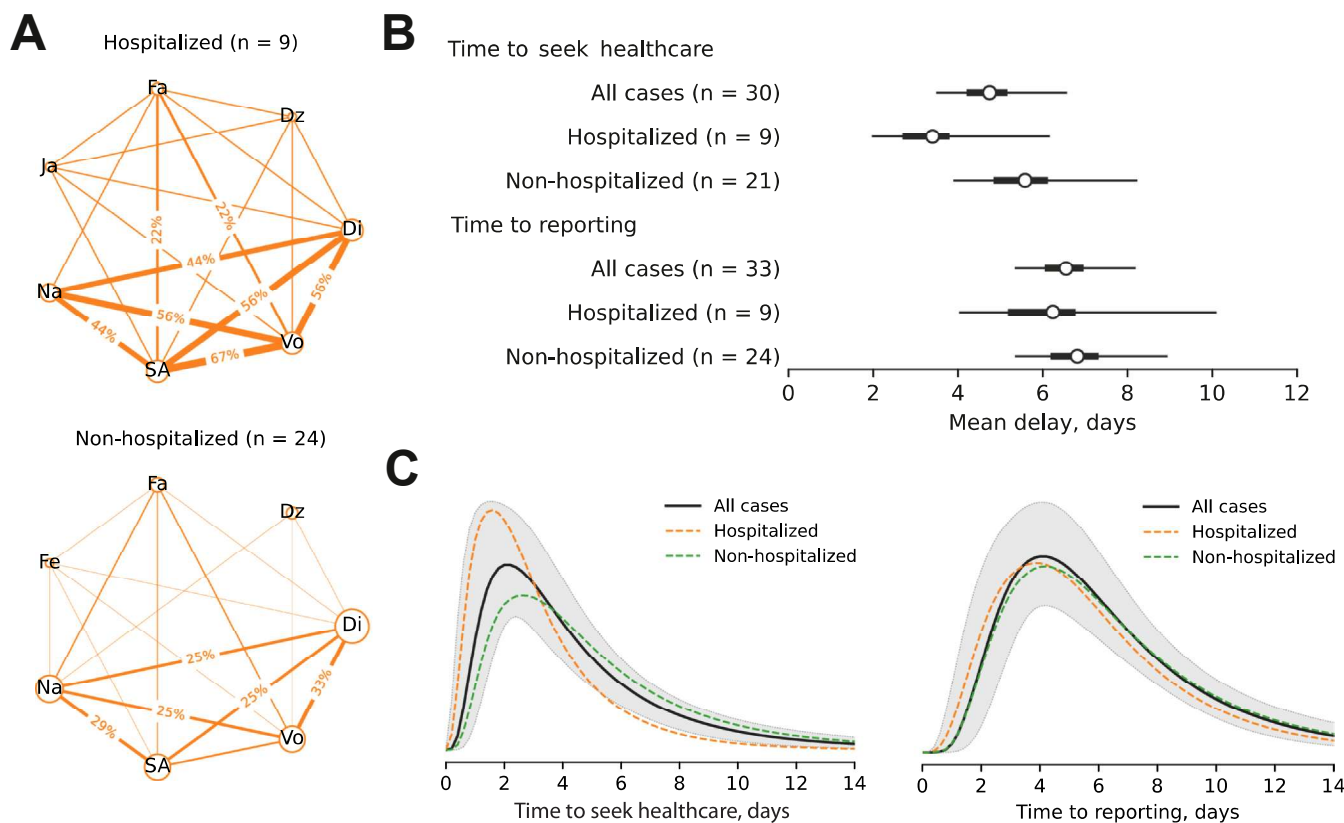 A
Hospitalized (n = 9)
Fa
Dz
Ja
Di
22%
22%
44%
Na
56%
56%
56%
44%
Vo
67%
SA
Non-hospitalized (n = 24)
Fa
Dz
Fe
Di
25%
Na
25%
33%
25%
29%
Vo
SA
B
Time to seek healthcare
All cases (n = 30)
Hospitalized (n = 9)
Non-hospitalized (n = 21)
Time to reporting
All cases (n = 33)
Hospitalized (n = 9)
Non-hospitalized (n = 24)
0 2 4 6 8 10 12
Mean delay, days
C
All cases
Hospitalized
Non-hospitalized
0 2 4 6 8 10 12 14
Time to seek healthcare, days
All cases
Hospitalized
Non-hospitalized
0 2 4 6 8 10 12 14
Time to reporting, days